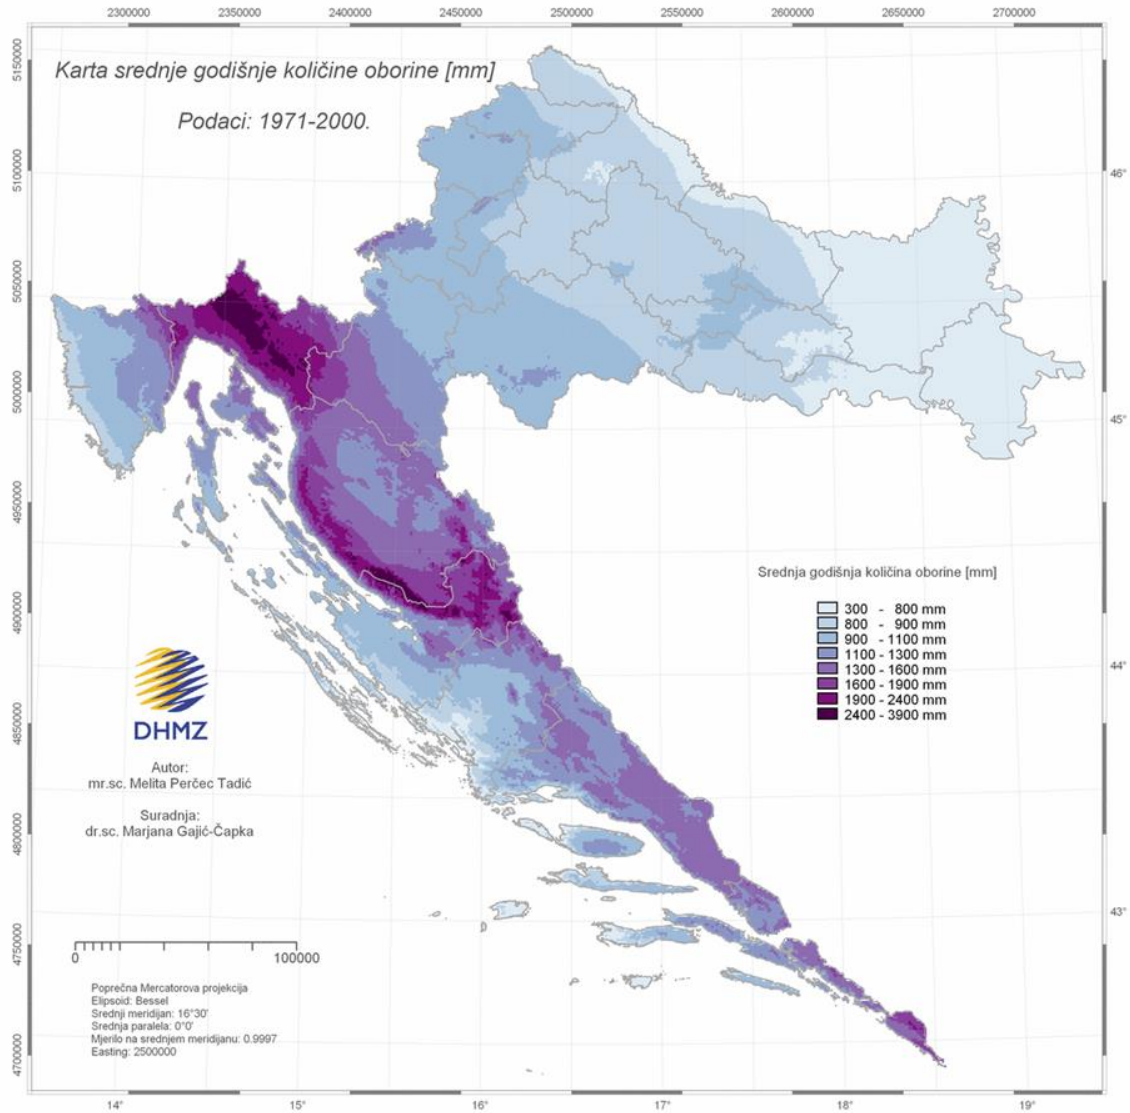 2300000 2350000 2400000 2450000 2500000 2550000 2600000 2650000 2700000
Karta srednje godišnje količine oborine [mm]
Podaci: 1971-2000.
5150000
5100000
5050000
5000000
4950000
4900000
4850000
4800000
4750000
4700000
46°
45°
44°
43°
Srednja godišnja količina oborine [mm]
300 - 800 mm
800 - 900 mm
900 - 1100 mm
1100 - 1300 mm
1300 - 1600 mm
1600 - 1900 mm
1900 - 2400 mm
2400 - 3900 mm
DHMZ
Autor:
mr.sc. Melita Perčec Tadić
Suradnja:
dr.sc. Marjana Gajić-Čapka
0 100000
Poprečna Mercatorova projekcija
Elipsoid: Bessel
Srednji meridijan: 16°30'
Srednja paralela: 0°0'
Mjerilo na srednjem meridijanu: 0.9997
Easting: 2500000
14° 15° 16° 17° 18° 19°